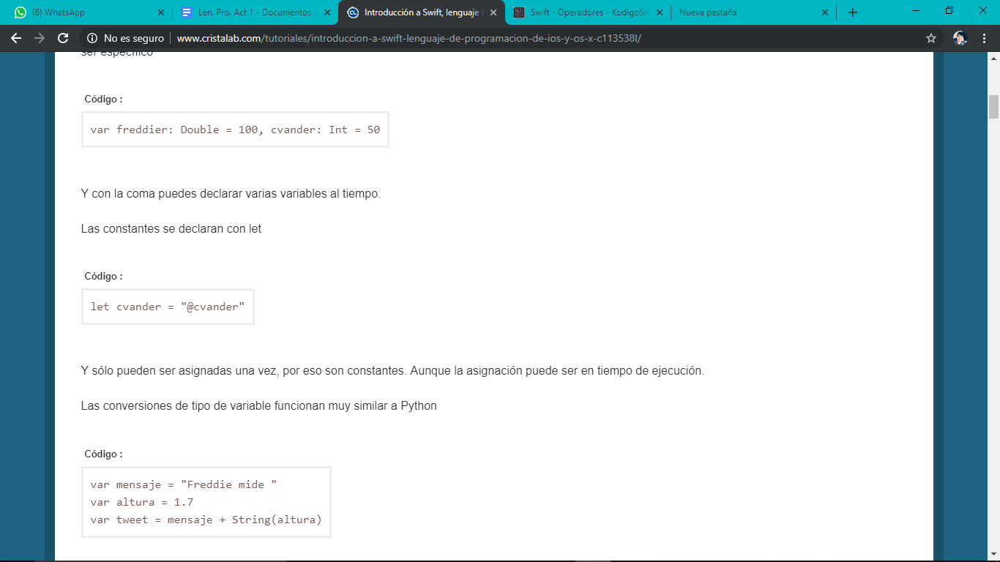 (6) WhatsApp
Len. Pro. Act 1 - Documentos
Introducción a Swift, lenguaje
Swift - Operadores - KodigoSw
Nueva pestaña
No es seguro
www.cristalab.com/tutoriales/introduccion-a-swift-lenguaje-de-programacion-de-ios-y-os-x-c113538l/
ser específico
Código :
var freddier: Double = 100, cvander: Int = 50
Y con la coma puedes declarar varias variables al tiempo.
Las constantes se declaran con let
Código :
let cvander = "@cvander"
Y sólo pueden ser asignadas una vez, por eso son constantes. Aunque la asignación puede ser en tiempo de ejecución.
Las conversiones de tipo de variable funcionan muy similar a Python
Código :
var mensaje = "Freddie mide "
var altura = 1.7
var tweet = mensaje + String(altura)